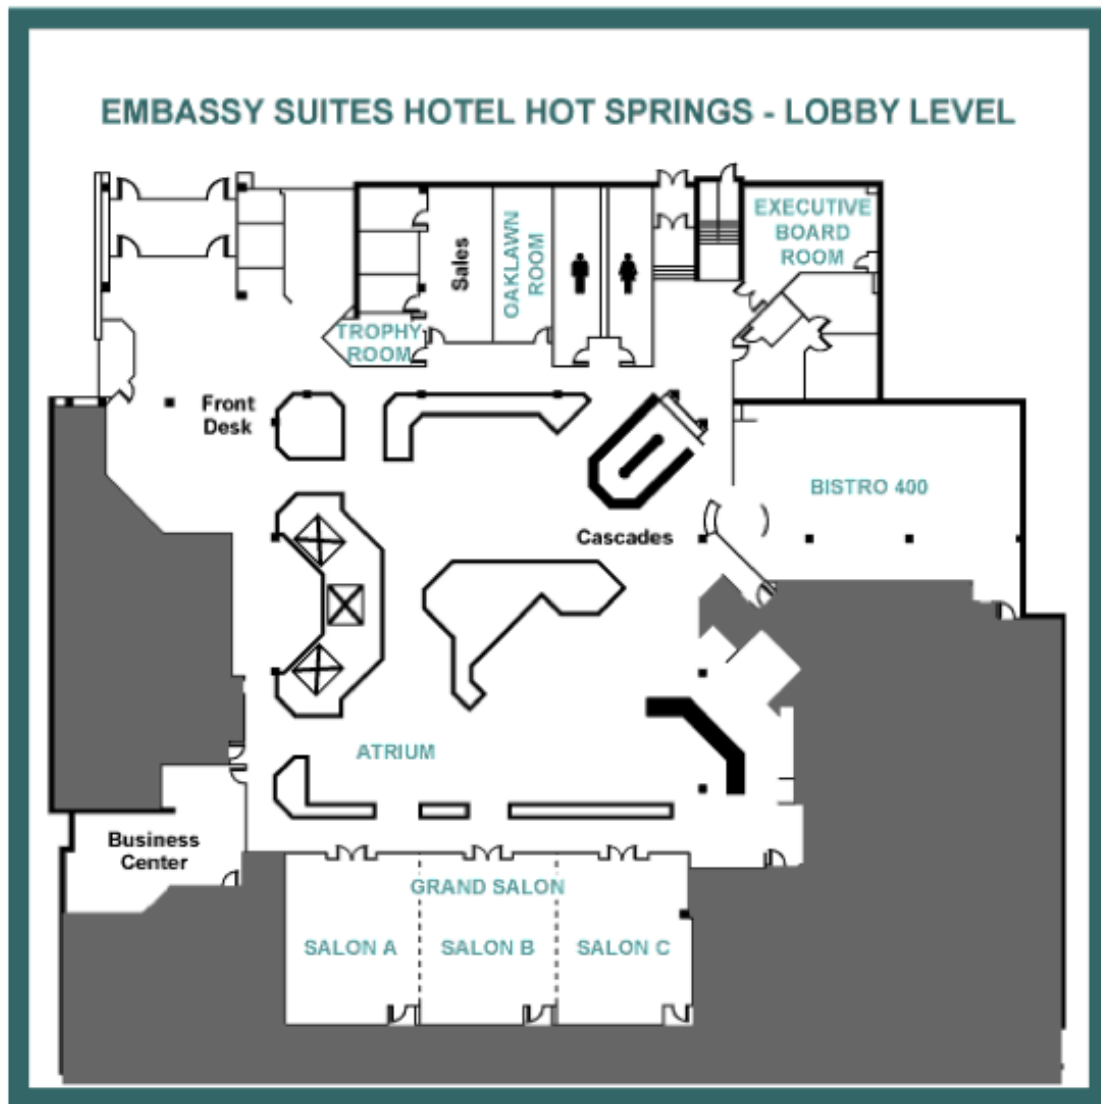 EMBASSY SUITES HOTEL HOT SPRINGS - LOBBY LEVEL
EXECUTIVE
BOARD
ROOM
Sales
OAKLAWN
ROOM
TROPHY
ROOM
Front
Desk
BISTRO 400
Cascades
ATRIUM
Business
Center
GRAND SALON
SALON A
SALON B
SALON C